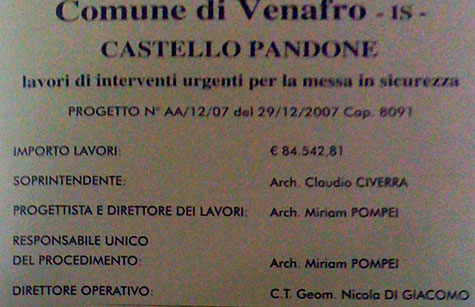 Comune di Venafro - IS -
CASTELLO PANDONE
lavori di interventi urgenti per la messa in sicurezza
PROGETTO N° AA/12/07 del 29/12/2007 Cap. 8091
IMPORTO LAVORI: € 84.542,81
SOPRINTENDENTE: Arch. Claudio CIVERRA
PROGETTISTA E DIRETTORE DEI LAVORI: Arch. Miriam POMPEI
RESPONSABILE UNICO
DEL PROCEDIMENTO: Arch. Miriam POMPEI
DIRETTORE OPERATIVO: C.T. Geom. Nicola DI GIACOMO